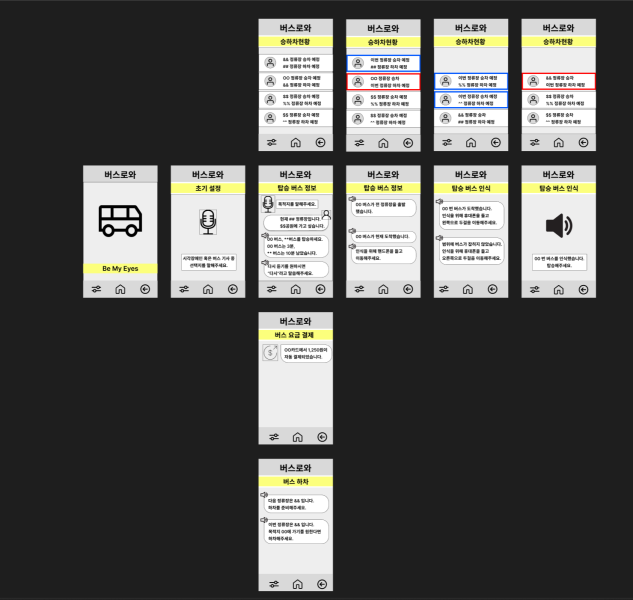 버스로와
승하차현황
&& 정류장 승차 예정
## 정류장 하차 예정
OO 정류장 승차 예정
&& 정류장 하차 예정
$$ 정류장 승차 예정
%% 정류장 하차 예정
$$ 정류장 승차 예정
^^ 정류장 하차 예정
버스로와
승하차현황
이번 정류장 승차 예정
## 정류장 하차 예정
OO 정류장 승차
이번 정류장 하차 예정
$$ 정류장 승차 예정
%% 정류장 하차 예정
$$ 정류장 승차 예정
^^ 정류장 하차 예정
버스로와
승하차현황
이번 정류장 승차 예정
%% 정류장 하차 예정
이번 정류장 승차 예정
^^ 정류장 하차 예정
&& 정류장 승차 예정
## 정류장 하차 예정
버스로와
승하차현황
&& 정류장 승차
이번 정류장 하차 예정
$$ 정류장 승차 예정
%% 정류장 하차 예정
$$ 정류장 승차 예정
^^ 정류장 하차 예정
버스로와
Be My Eyes
버스로와
초기 설정
시각장애인 혹은 버스 기사 중
선택지를 말해주세요.
버스로와
탑승 버스 정보
목적지를 말해주세요.
현재 ## 정류장입니다.
$$공원에 가고 싶습니다.
OO 버스, **버스를 탑승하세요.
OO 버스는 2분,
** 버스는 10분 남았습니다.
다시 듣기를 원하시면
"다시"라고 말씀해주세요.
버스로와
탑승 버스 정보
OO 버스가 전 정류장을 출발
했습니다.
OO 버스가 현재 도착했습니다.
인식을 위해 핸드폰을 들고
이동해주세요.
버스로와
탑승 버스 인식
OO 번 버스가 도착했습니다.
인식을 위해 휴대폰을 들고
왼쪽으로 두걸음 이동해주세요.
범위에 버스가 잡히지 않았습니다.
인식을 위해 휴대폰을 들고
오른쪽으로 두걸음 이동해주세요.
버스로와
탑승 버스 인식
OO 번 버스를 인식했습니다.
탑승해주세요.
버스로와
버스 요금 결제
OO카드에서 1,250원이
자동 결제되었습니다.
버스로와
버스 하차
다음 정류장은 && 입니다.
하차를 준비해주세요.
이번 정류장은 && 입니다.
목적지 OO에 가기를 원한다면
하차해주세요.